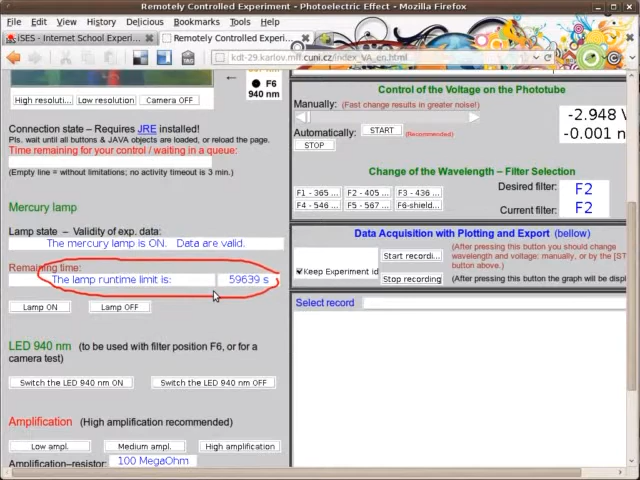 Remotely Controlled Experiment - Photoelectric Effect - Mozilla Firefox
File Edit View History Delicious Bookmarks Tools Help
iSES - Internet School Experi...
Remotely Controlled Experiment - ...
kdt-29.karlov.mff.cuni.cz/index_VA_en.html
F6
940 nm
High resoluti...
Low resolution
Camera OFF
Connection state – Requires JRE installed!
Pls. wait until all buttons & JAVA objects are loaded, or reload the page.
Time remaining for your control / waiting in a queue:
(Empty line = without limitations; no activity timeout is 3 min.)
Mercury lamp
Lamp state – Validity of exp. data:
The mercury lamp is ON. Data are valid.
Remaining time:
The lamp runtime limit is:
59639 s
Lamp ON
Lamp OFF
LED 940 nm (to be used with filter position F6, or for a
camera test)
Switch the LED 940 nm ON
Switch the LED 940 nm OFF
Amplification (High amplification recommended)
Low ampl.
Medium ampl.
High amplification
Amplification–resistor: 100 MegaOhm
Control of the Voltage on the Phototube
Manually: (Fast change results in greater noise!)
Automatically:
START
(Recommended)
STOP
-2.948 V
-0.001 n
Change of the Wavelength – Filter Selection
F1 - 365 ...
F2 - 405 ...
F3 - 436 ...
F4 - 546 ...
F5 - 567 ...
F6-shield...
Desired filter: F2
Current filter: F2
Data Acquisition with Plotting and Export (bellow)
Keep Experiment id
Start recordi...
(After pressing this button you should change
wavelength and voltage: manually, or by the [ST
button above.)
Stop recording
(After pressing this button the graph will be displ
Select record